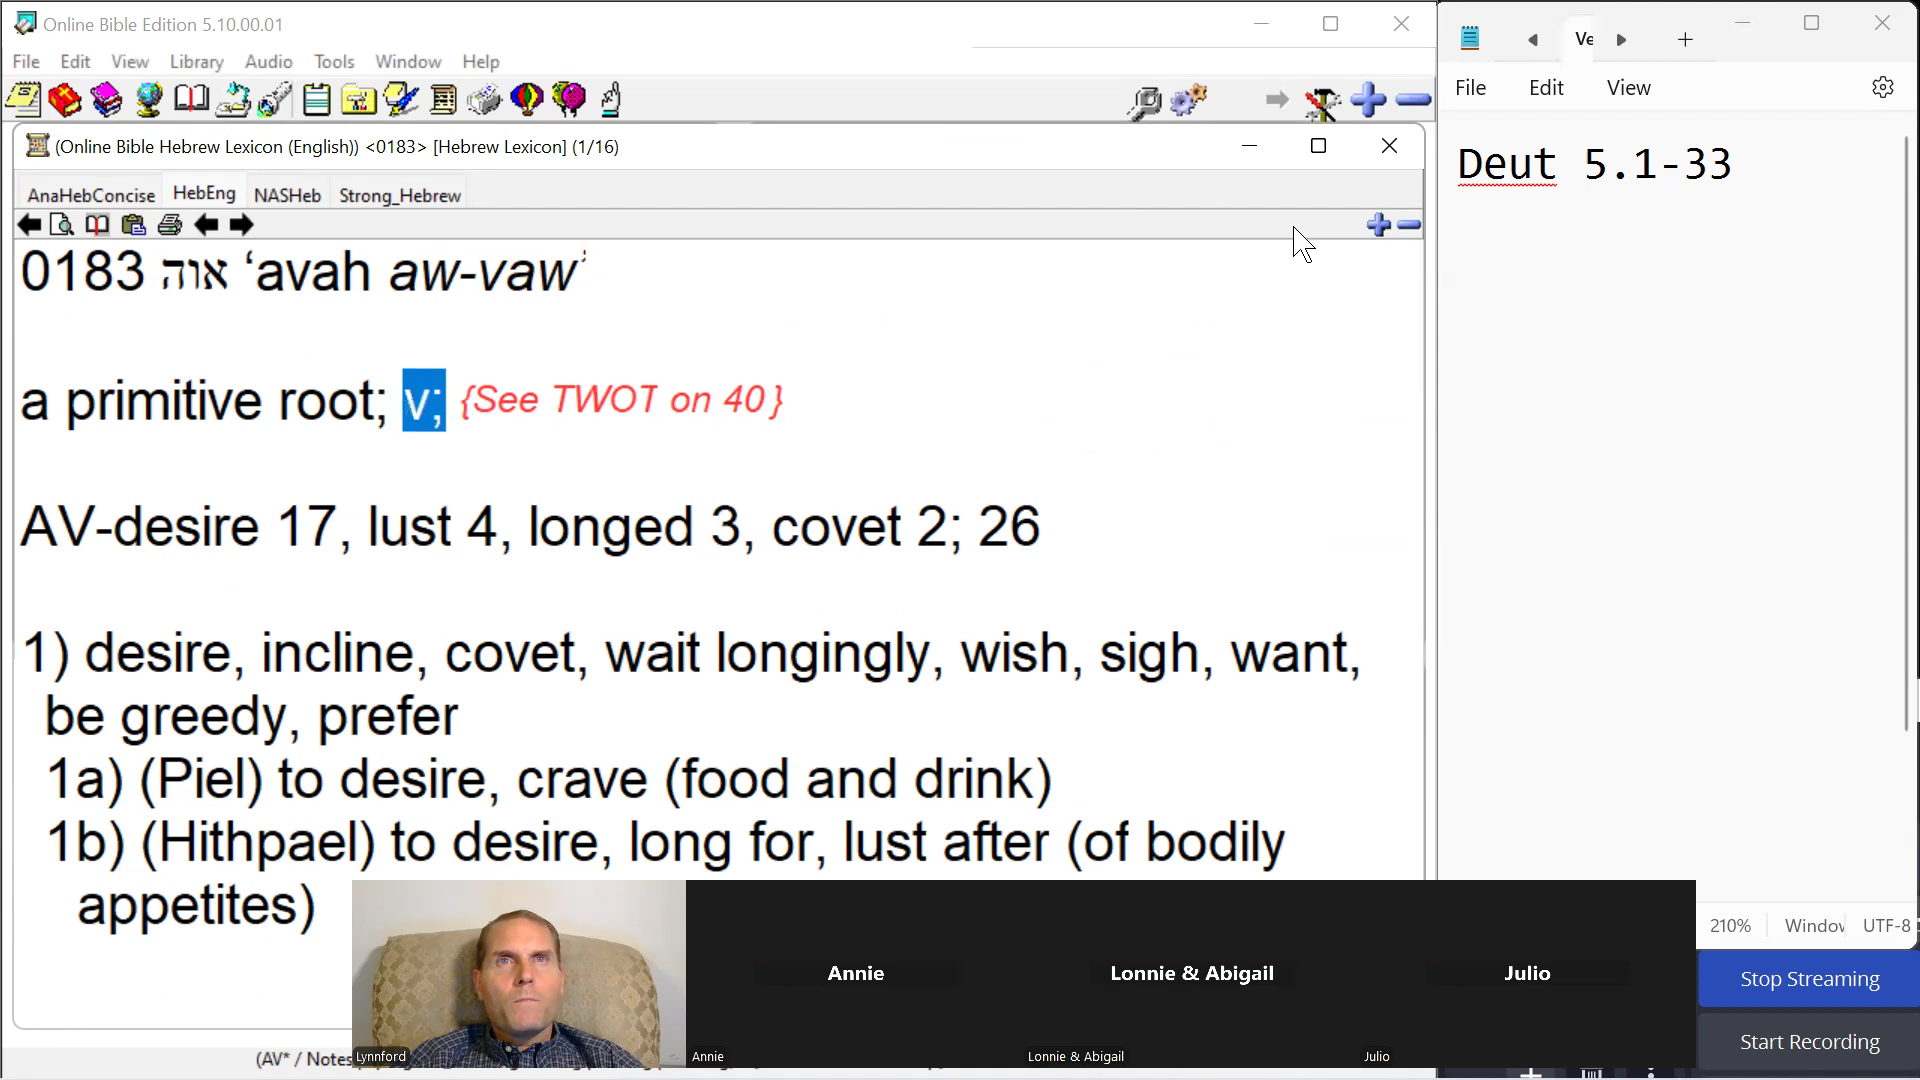 Online Bible Edition 5.10.00.01
File Edit View Library Audio Tools Window Help
(Online Bible Hebrew Lexicon (English)) <0183> [Hebrew Lexicon] (1/16)
AnaHebConcise HebEng NASHeb Strong_Hebrew
0183 אוה ‘avah aw-vaw’
a primitive root; v; {See TWOT on 40 }
AV-desire 17, lust 4, longed 3, covet 2; 26
1) desire, incline, covet, wait longingly, wish, sigh, want,
be greedy, prefer
1a) (Piel) to desire, crave (food and drink)
1b) (Hithpael) to desire, long for, lust after (of bodily
appetites)
(AV* / Notes
Ve
File Edit View
Deut 5.1-33
210% Window UTF-8
Stop Streaming
Start Recording
Annie
Lonnie & Abigail
Julio
Lynnford
Annie
Lonnie & Abigail
Julio